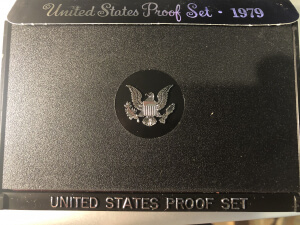 United States Proof Set · 1979
UNITED STATES PROOF SET